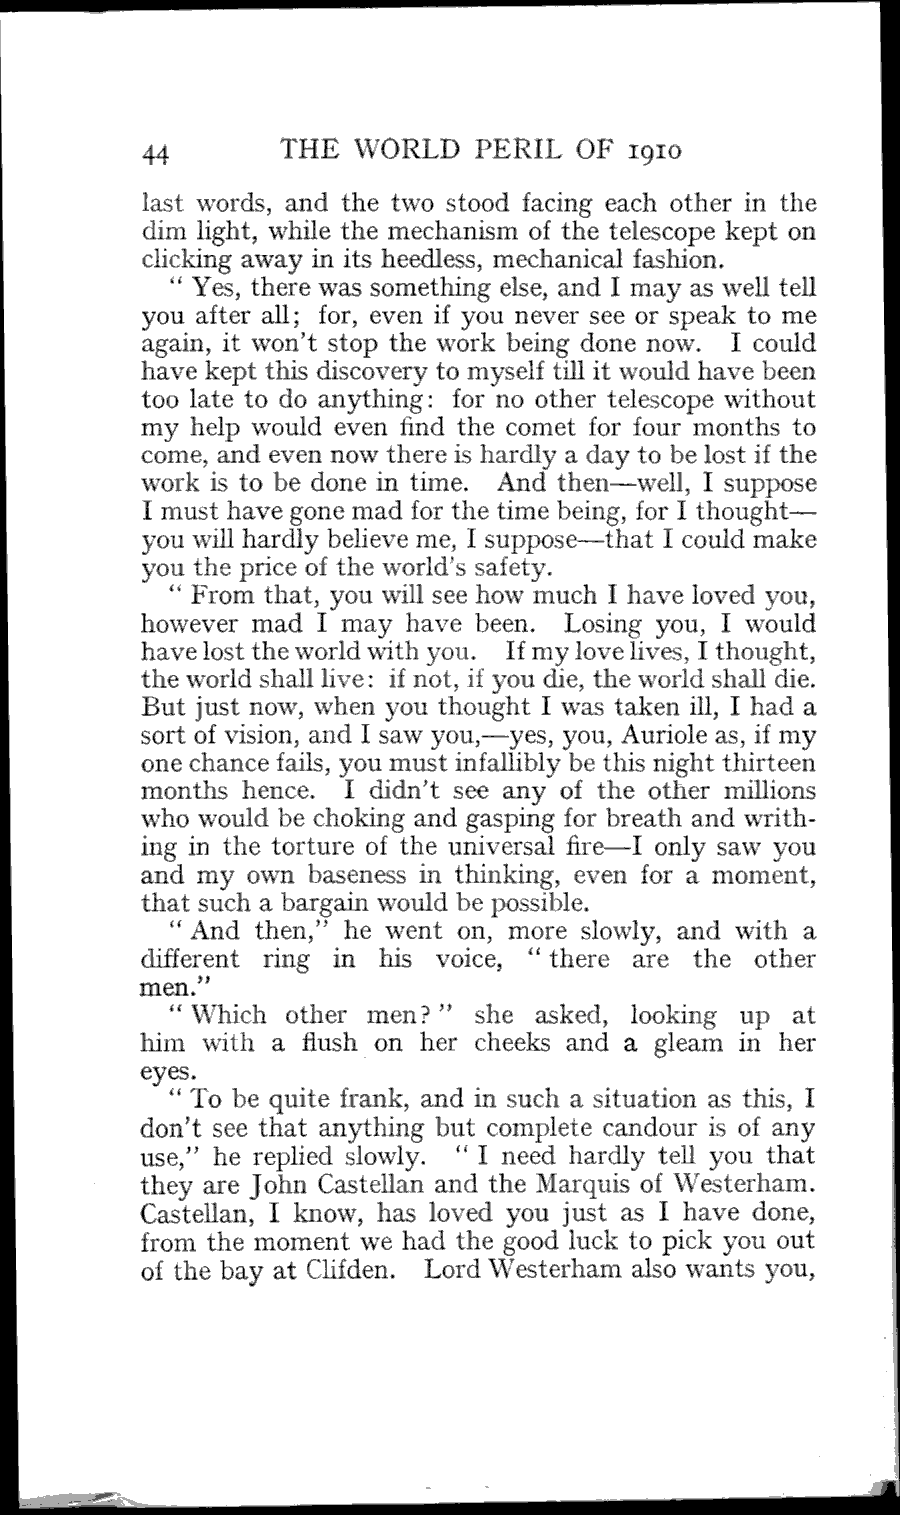 44 THE WORLD PERIL OF 1910
last words, and the two stood facing each other in the
dim light, while the mechanism of the telescope kept on
clicking away in its heedless, mechanical fashion.
“ Yes, there was something else, and I may as well tell
you after all; for, even if you never see or speak to me
again, it won't stop the work being done now. I could
have kept this discovery to myself till it would have been
too late to do anything: for no other telescope without
my help would even find the comet for four months to
come, and even now there is hardly a day to be lost if the
work is to be done in time. And then—well, I suppose
I must have gone mad for the time being, for I thought—
you will hardly believe me, I suppose—that I could make
you the price of the world's safety.
“ From that, you will see how much I have loved you,
however mad I may have been. Losing you, I would
have lost the world with you. If my love lives, I thought,
the world shall live: if not, if you die, the world shall die.
But just now, when you thought I was taken ill, I had a
sort of vision, and I saw you,—yes, you, Auriole as, if my
one chance fails, you must infallibly be this night thirteen
months hence. I didn't see any of the other millions
who would be choking and gasping for breath and writh-
ing in the torture of the universal fire—I only saw you
and my own baseness in thinking, even for a moment,
that such a bargain would be possible.
“ And then,” he went on, more slowly, and with a
different ring in his voice, “ there are the other
men.”
“ Which other men? ” she asked, looking up at
him with a flush on her cheeks and a gleam in her
eyes.
“ To be quite frank, and in such a situation as this, I
don't see that anything but complete candour is of any
use,” he replied slowly. “ I need hardly tell you that
they are John Castellan and the Marquis of Westerham.
Castellan, I know, has loved you just as I have done,
from the moment we had the good luck to pick you out
of the bay at Clifden. Lord Westerham also wants you,